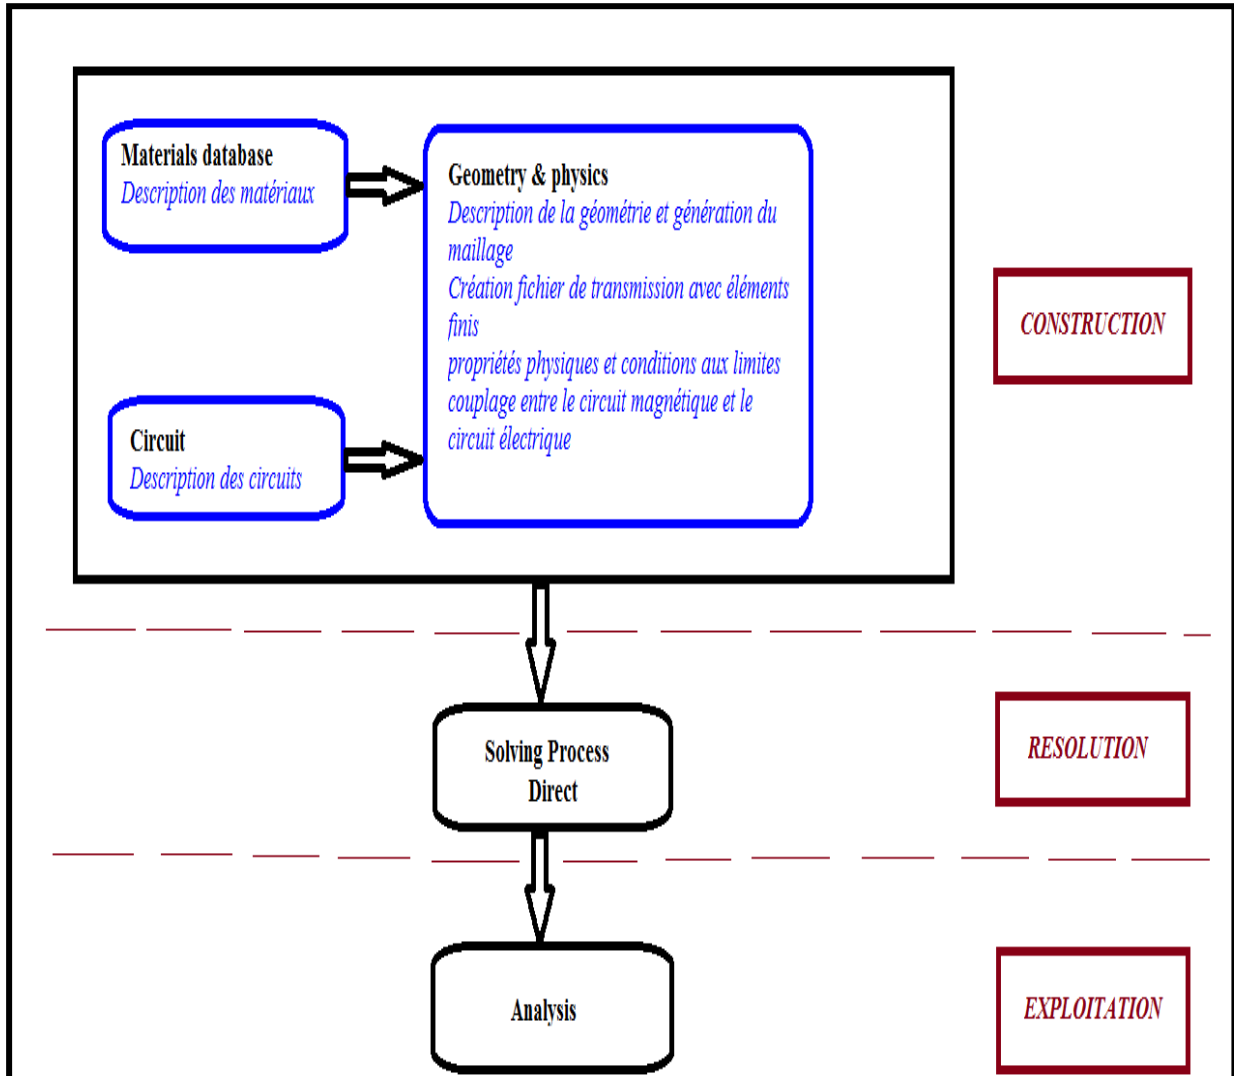 Materials database
Description des matériaux
Geometry & physics
Description de la géométrie et génération du
maillage
Création fichier de transmission avec éléments
finis
propriétés physiques et conditions aux limites
couplage entre le circuit magnétique et le
circuit électrique
Circuit
Description des circuits
CONSTRUCTION
Solving Process
Direct
RESOLUTION
Analysis
EXPLOITATION